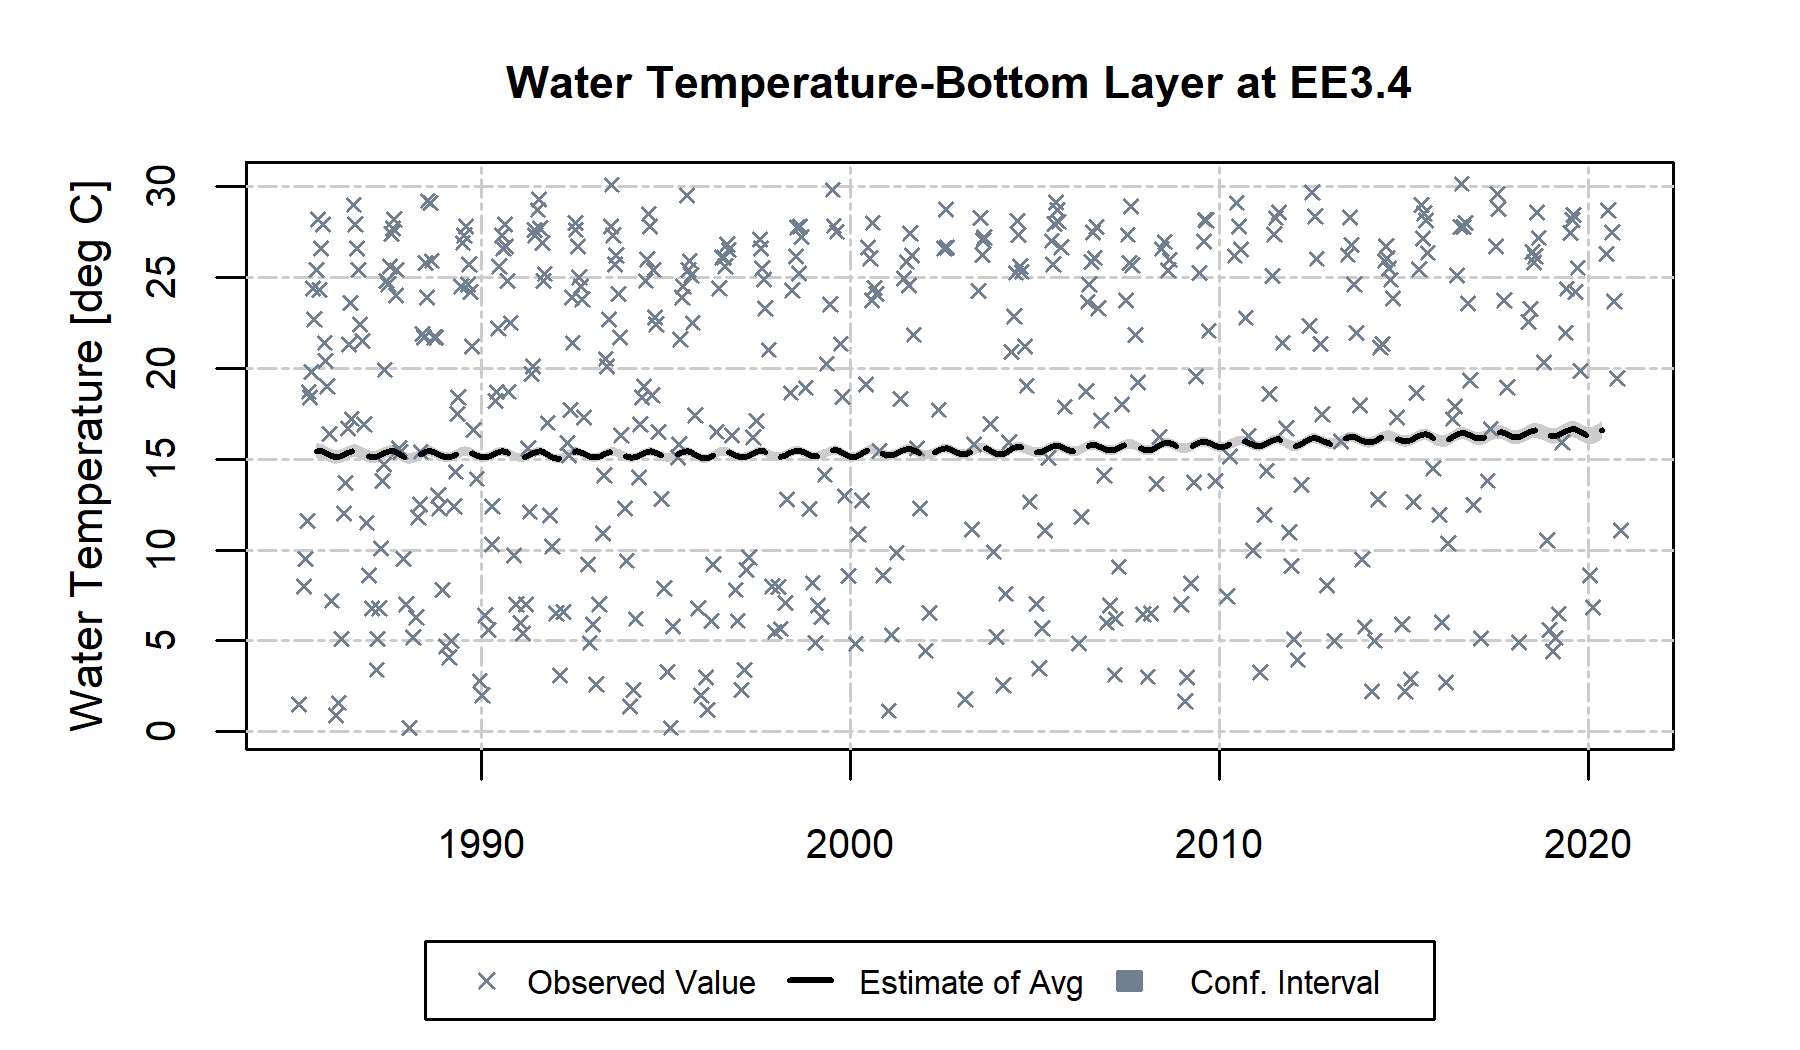 Water Temperature-Bottom Layer at EE3.4
Water Temperature [deg C]
30
25
20
15
10
5
0
1990 2000 2010 2020
Observed Value Estimate of Avg Conf. Interval